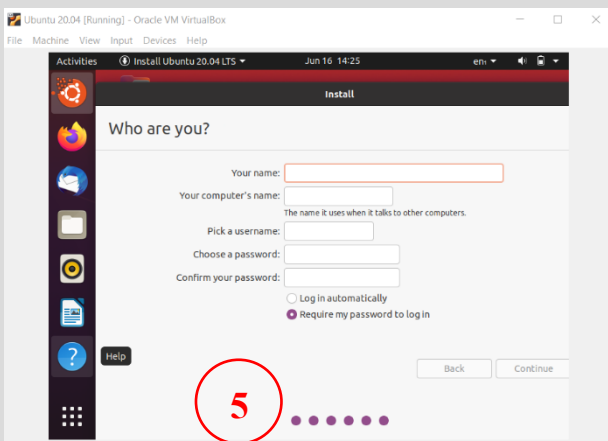 Ubuntu 20.04 [Running] - Oracle VM VirtualBox
File Machine View Input Devices Help
Activities Install Ubuntu 20.04 LTS Jun 16 14:25 en
Install
Who are you?
Your name:
Your computer's name:
The name it uses when it talks to other computers.
Pick a username:
Choose a password:
Confirm your password:
Log in automatically
Require my password to log in
Help
Back Continue
5